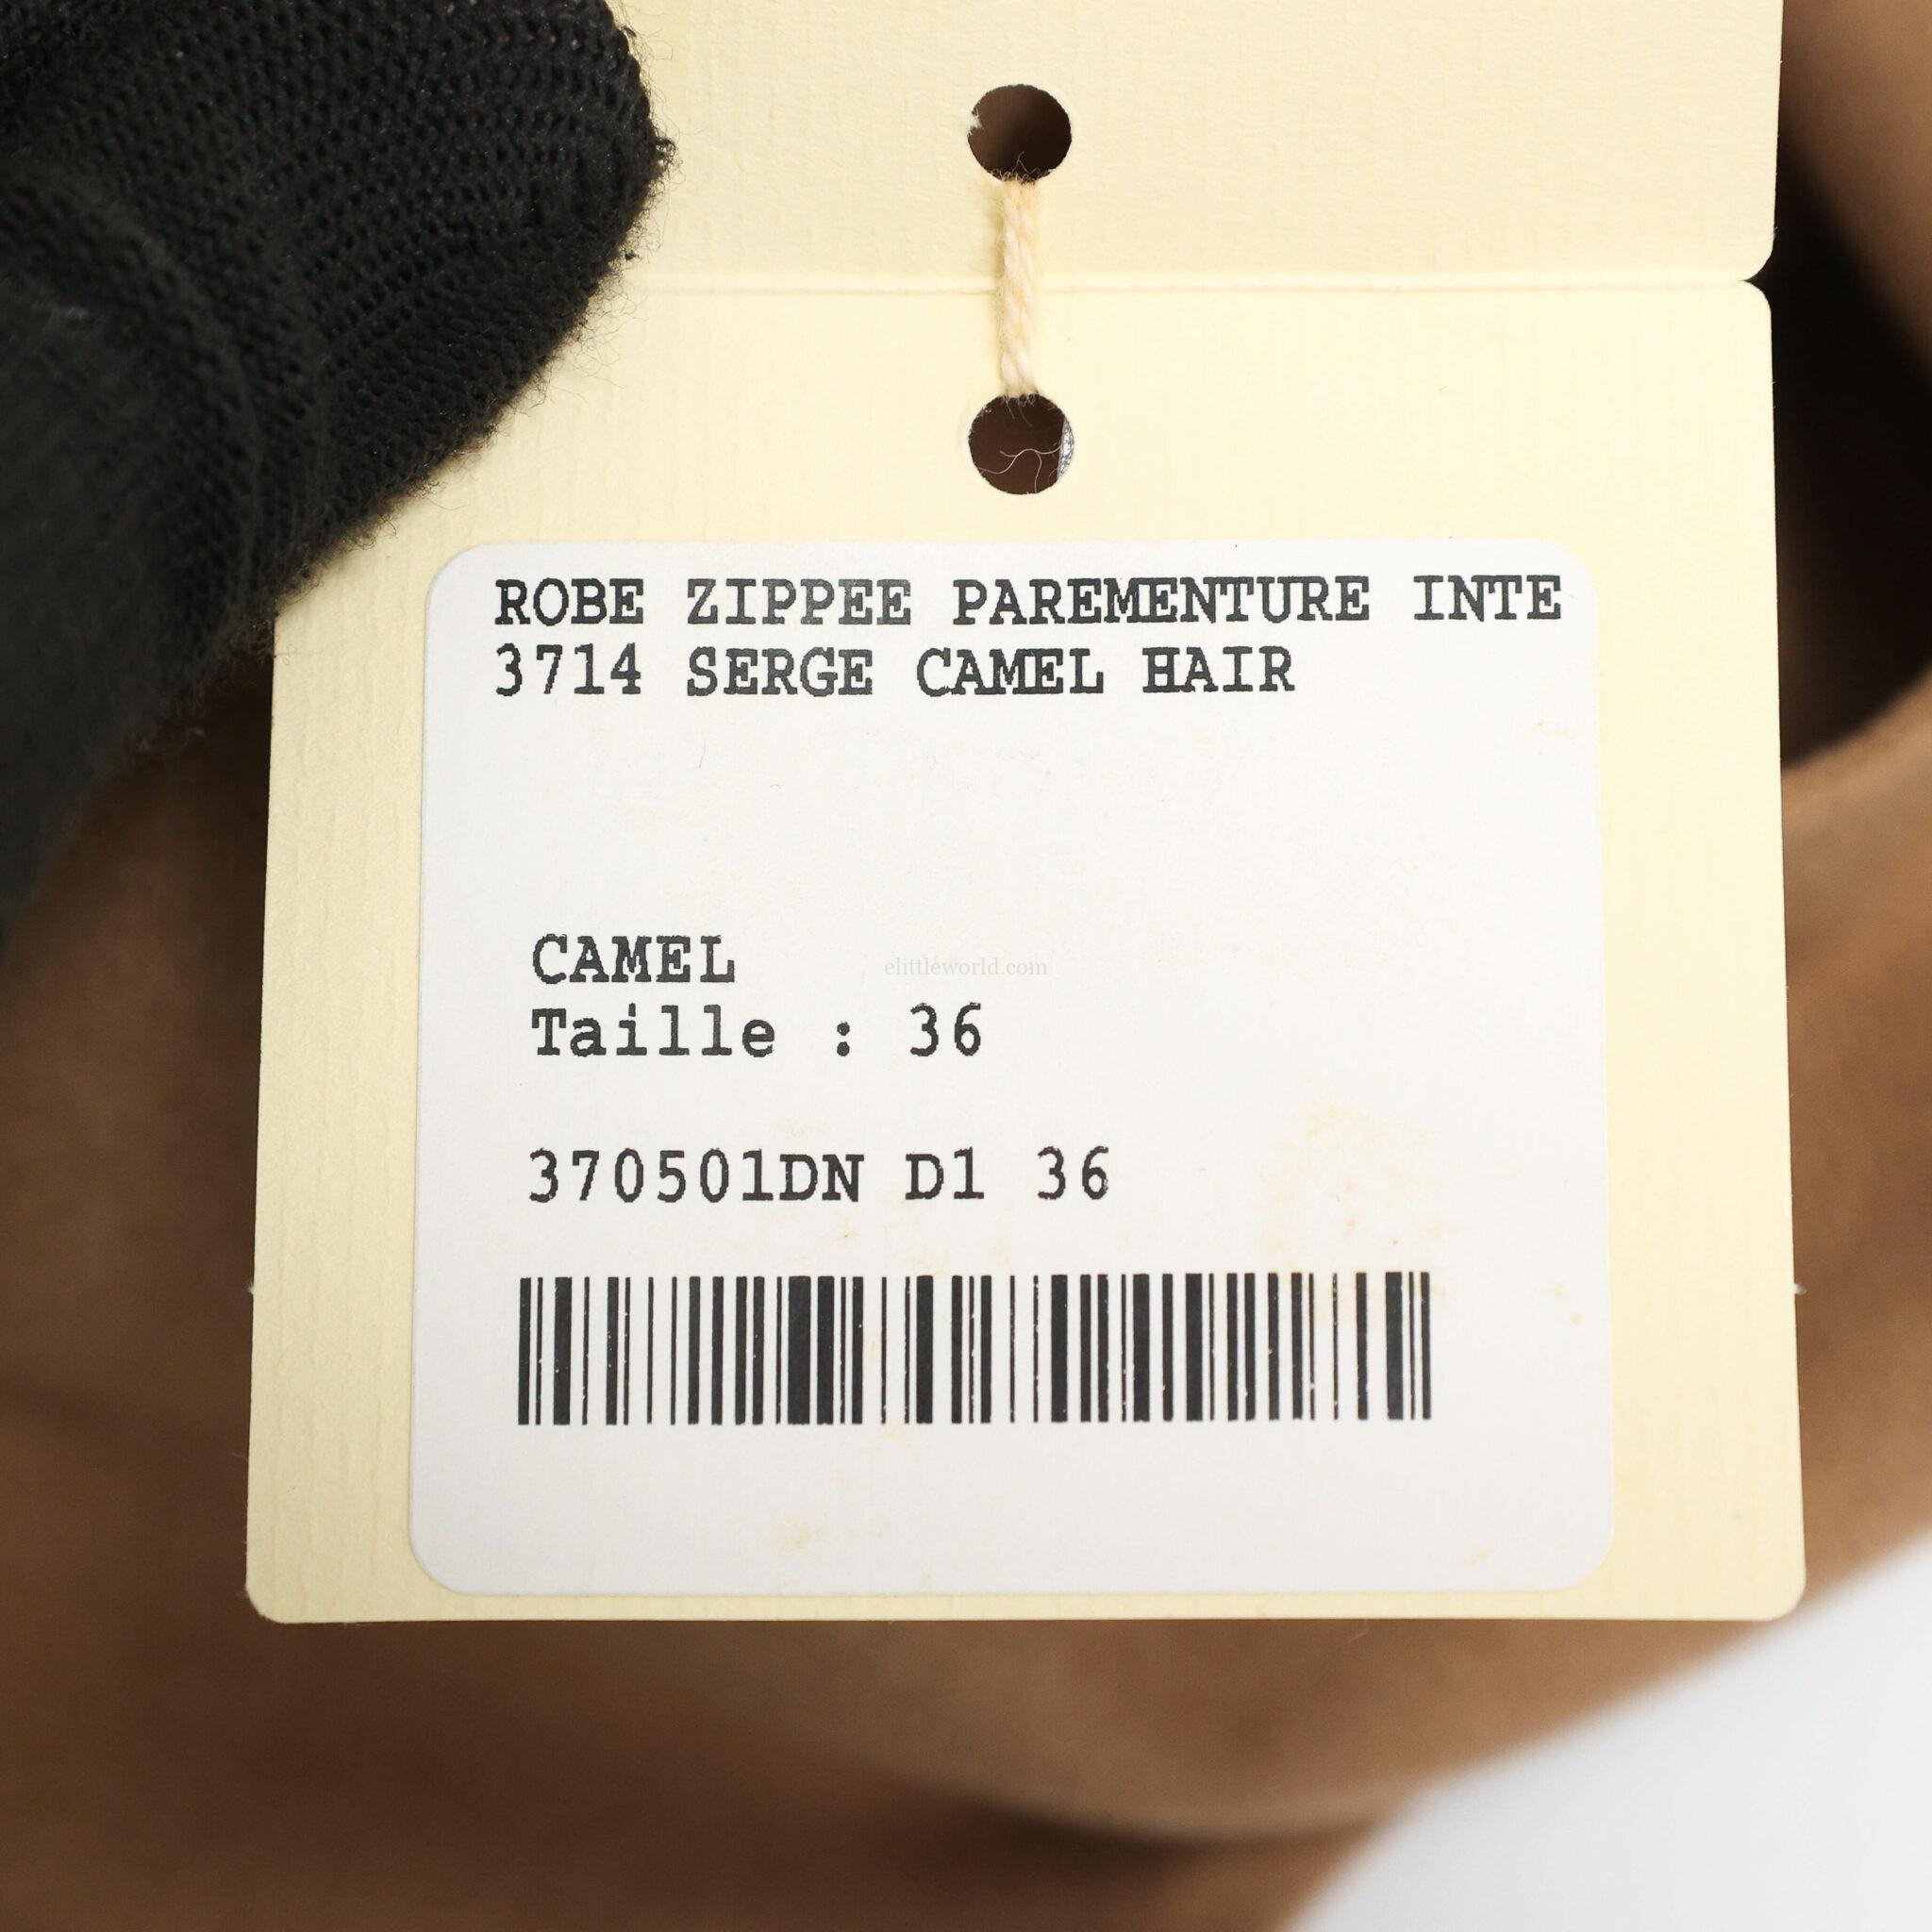 ROBE ZIPPEE PAREMENTURE INTE
3714 SERGE CAMEL HAIR
CAMEL
elittleworld.com
Taille : 36
370501DN D1 36